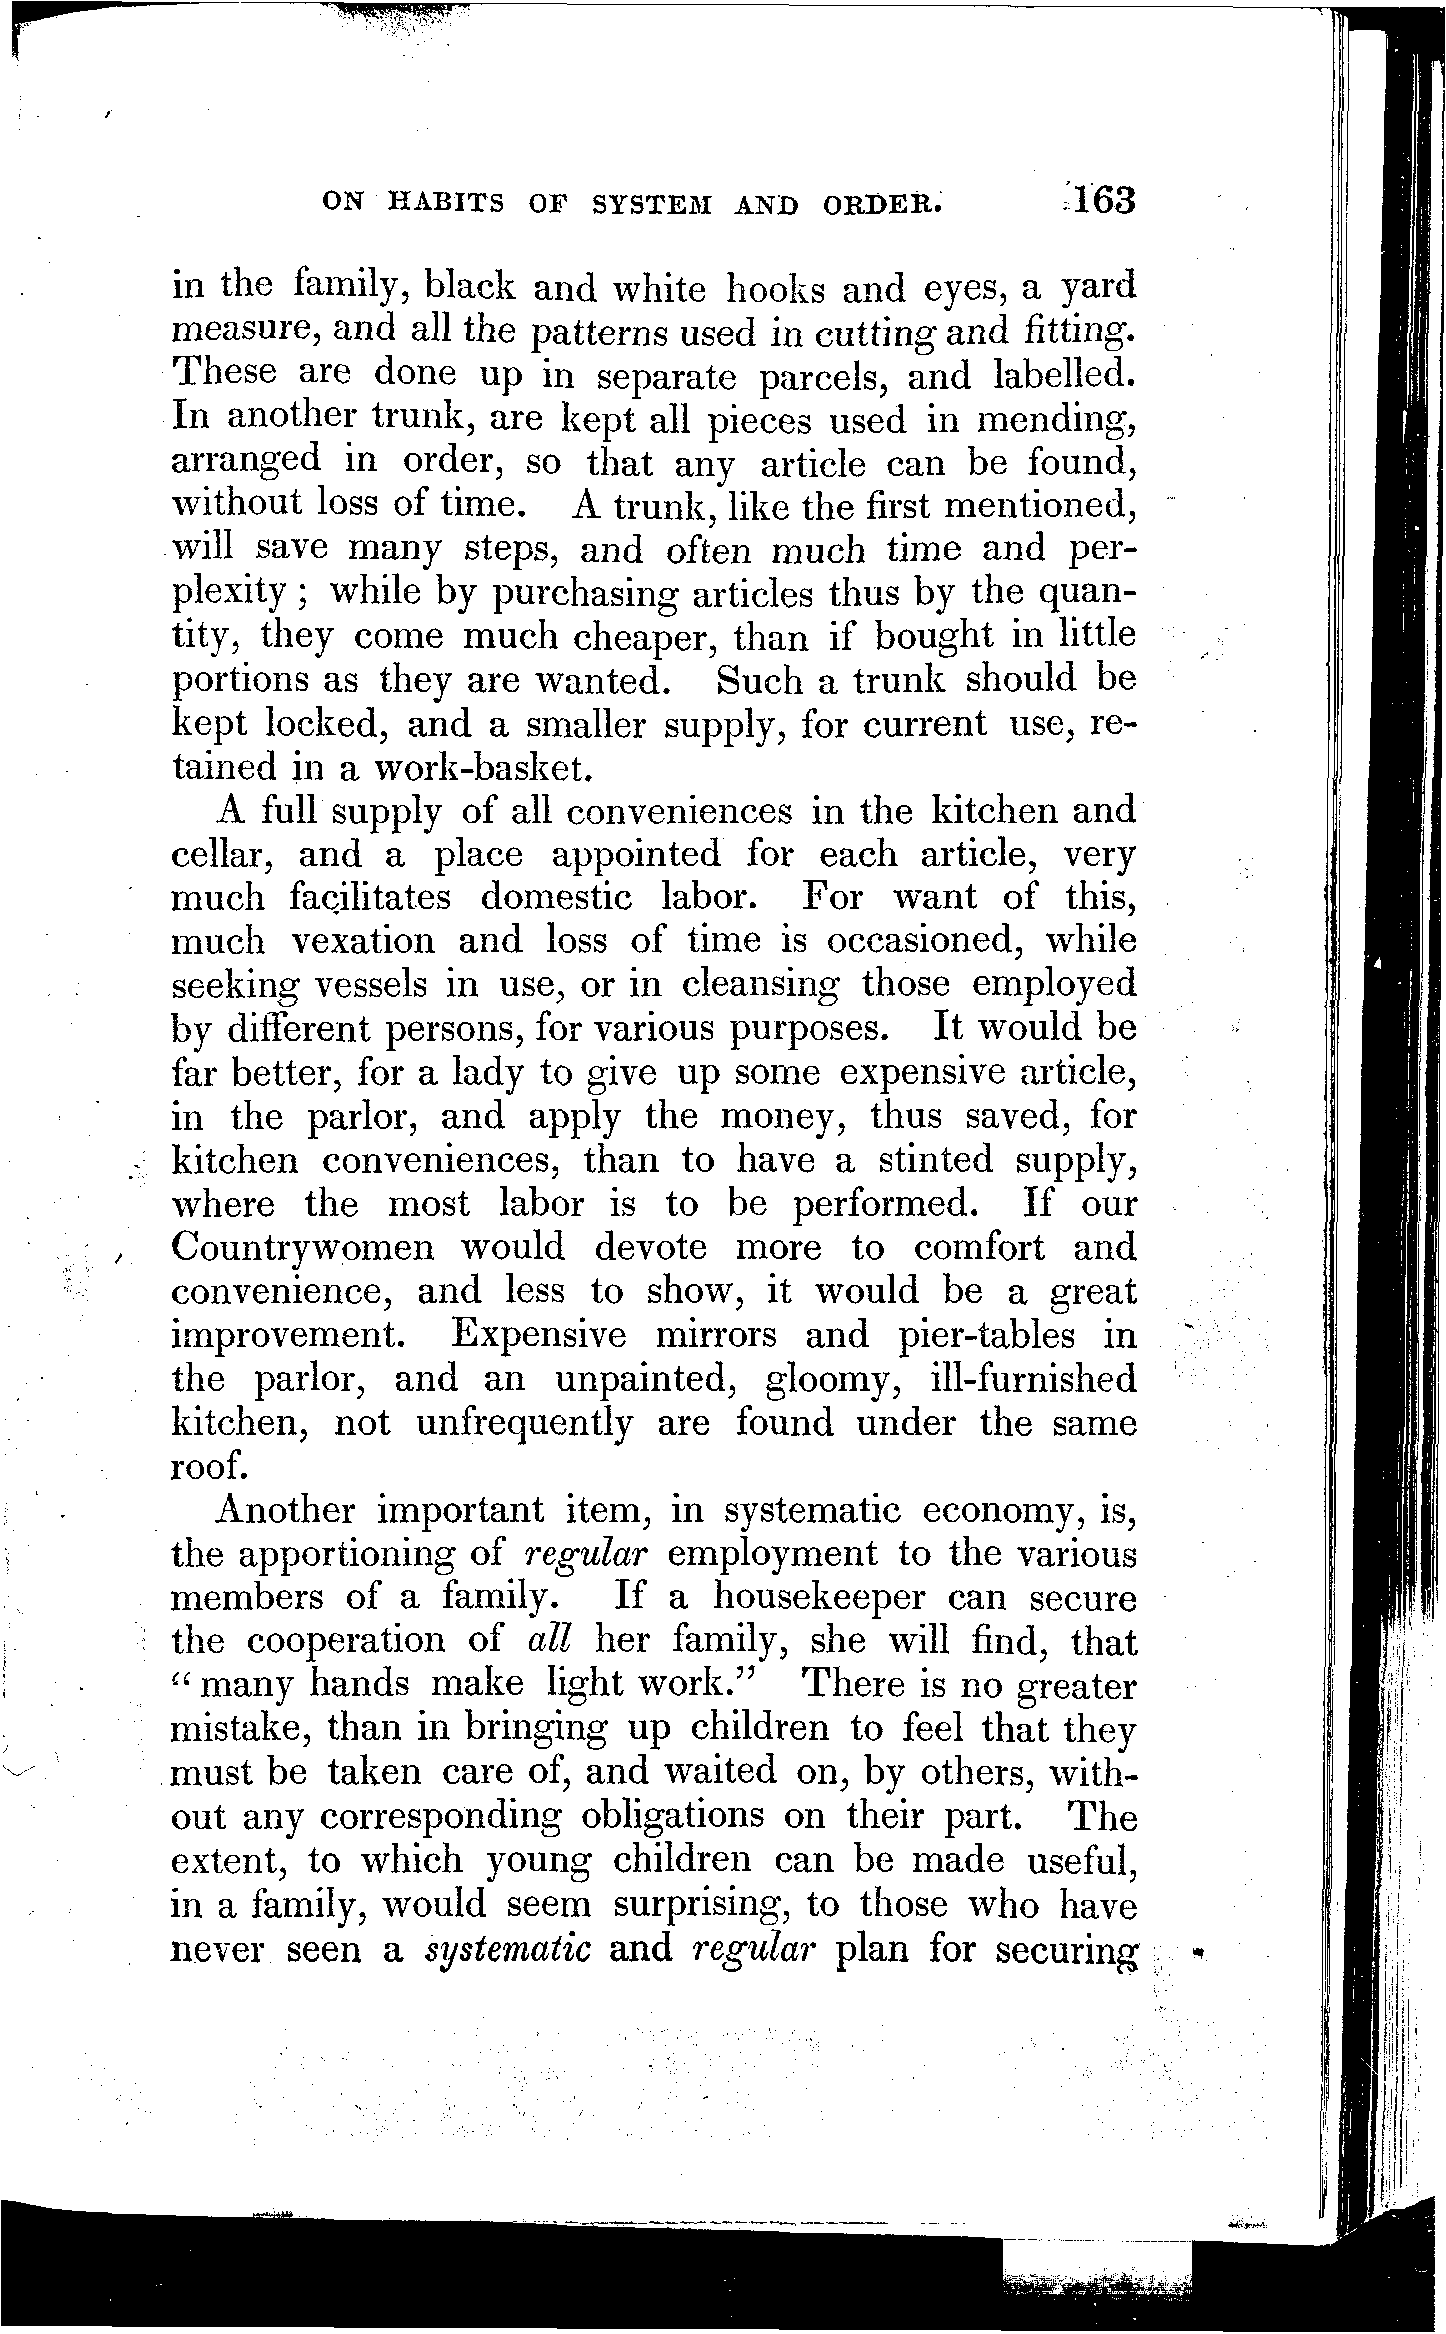 ON HABITS OF SYSTEM AND ORDER. 163
in the family, black and white hooks and eyes, a yard
measure, and all the patterns used in cutting and fitting.
These are done up in separate parcels, and labelled.
In another trunk, are kept all pieces used in mending,
arranged in order, so that any article can be found,
without loss of time. A trunk, like the first mentioned,
will save many steps, and often much time and per-
plexity ; while by purchasing articles thus by the quan-
tity, they come much cheaper, than if bought in little
portions as they are wanted. Such a trunk should be
kept locked, and a smaller supply, for current use, re-
tained in a work-basket.
A full supply of all conveniences in the kitchen and
cellar, and a place appointed for each article, very
much facilitates domestic labor. For want of this,
much vexation and loss of time is occasioned, while
seeking vessels in use, or in cleansing those employed
by different persons, for various purposes. It would be
far better, for a lady to give up some expensive article,
in the parlor, and apply the money, thus saved, for
kitchen conveniences, than to have a stinted supply,
where the most labor is to be performed. If our
Countrywomen would devote more to comfort and
convenience, and less to show, it would be a great
improvement. Expensive mirrors and pier-tables in
the parlor, and an unpainted, gloomy, ill-furnished
kitchen, not unfrequently are found under the same
roof.
Another important item, in systematic economy, is,
the apportioning of regular employment to the various
members of a family. If a housekeeper can secure
the cooperation of all her family, she will find, that
“ many hands make light work.” There is no greater
mistake, than in bringing up children to feel that they
must be taken care of, and waited on, by others, with-
out any corresponding obligations on their part. The
extent, to which young children can be made useful,
in a family, would seem surprising, to those who have
never seen a systematic and regular plan for securing